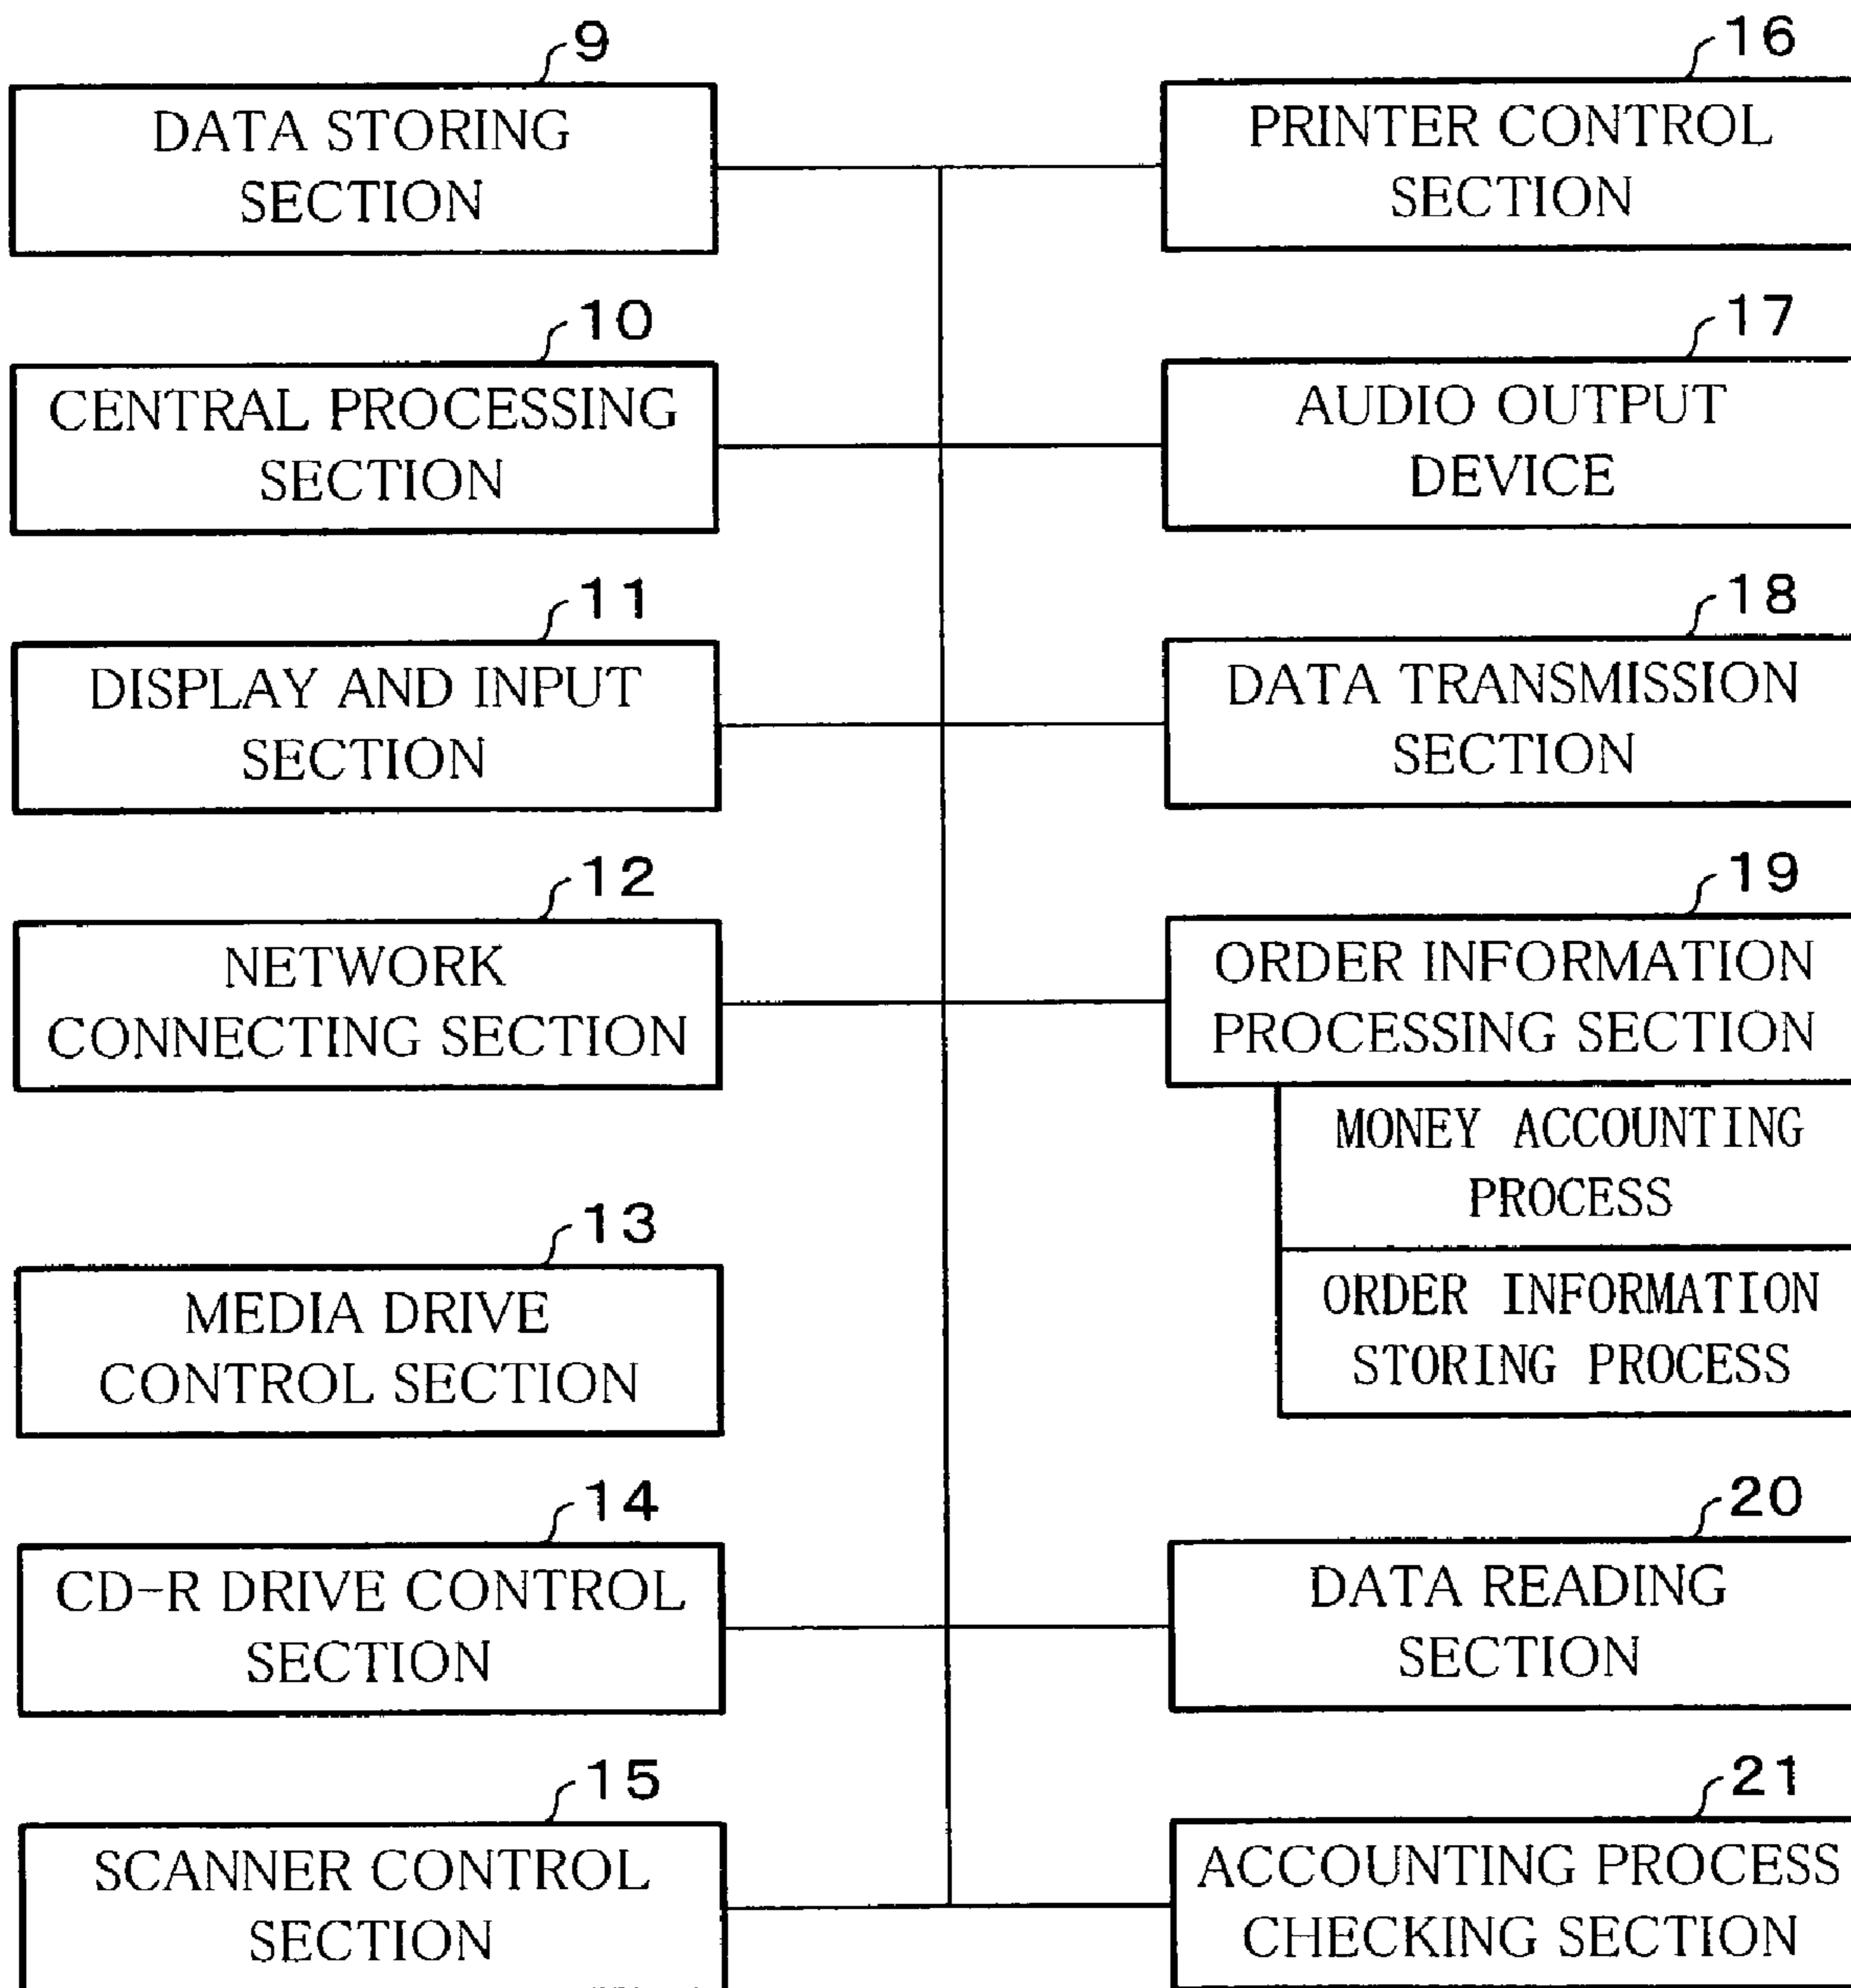 9
DATA STORING
SECTION
10
CENTRAL PROCESSING
SECTION
11
DISPLAY AND INPUT
SECTION
12
NETWORK
CONNECTING SECTION
13
MEDIA DRIVE
CONTROL SECTION
14
CD-R DRIVE CONTROL
SECTION
15
SCANNER CONTROL
SECTION
16
PRINTER CONTROL
SECTION
17
AUDIO OUTPUT
DEVICE
18
DATA TRANSMISSION
SECTION
19
ORDER INFORMATION
PROCESSING SECTION
MONEY ACCOUNTING
PROCESS
ORDER INFORMATION
STORING PROCESS
20
DATA READING
SECTION
21
ACCOUNTING PROCESS
CHECKING SECTION